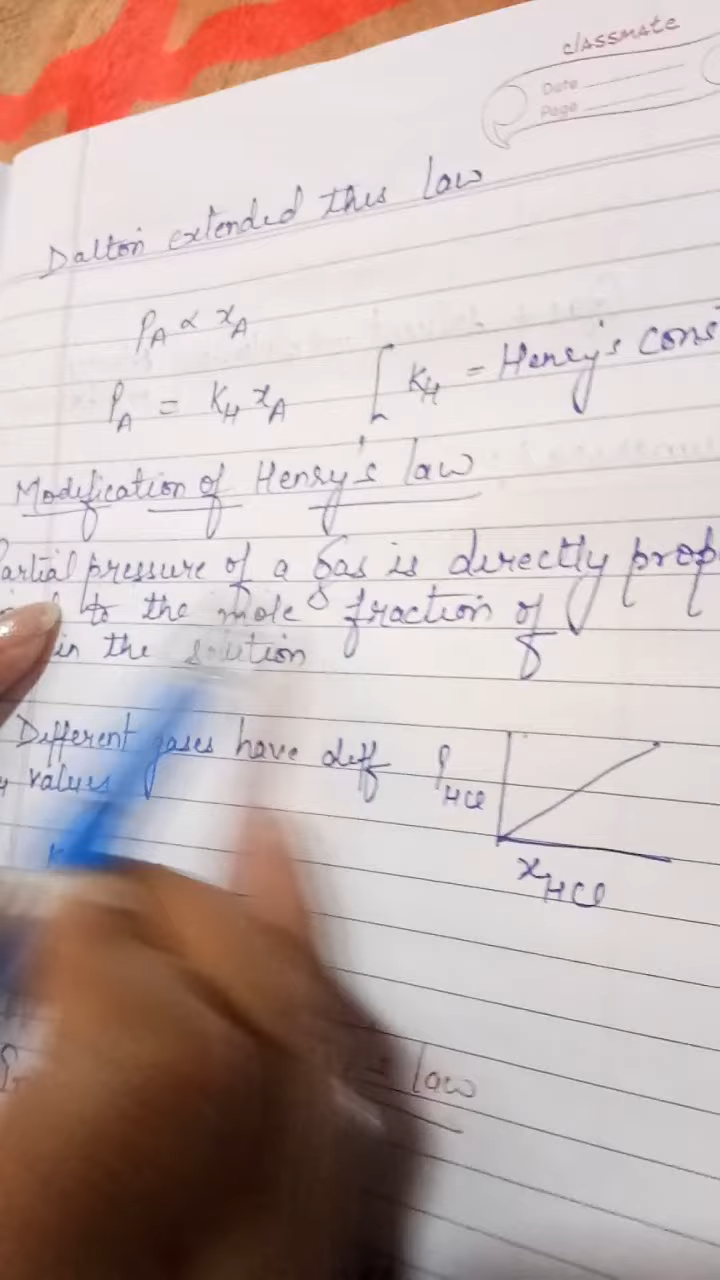 classmate
Date
Page
Dalton extended this law
PA ∝ xA
PA = KH xA [ KH = Henry's cons
Modification of Henry's law
artial pressure of a Gas is directly prop
to the mole fraction of
in the solution
Different gases have diff PHCl
values
xHCl
law